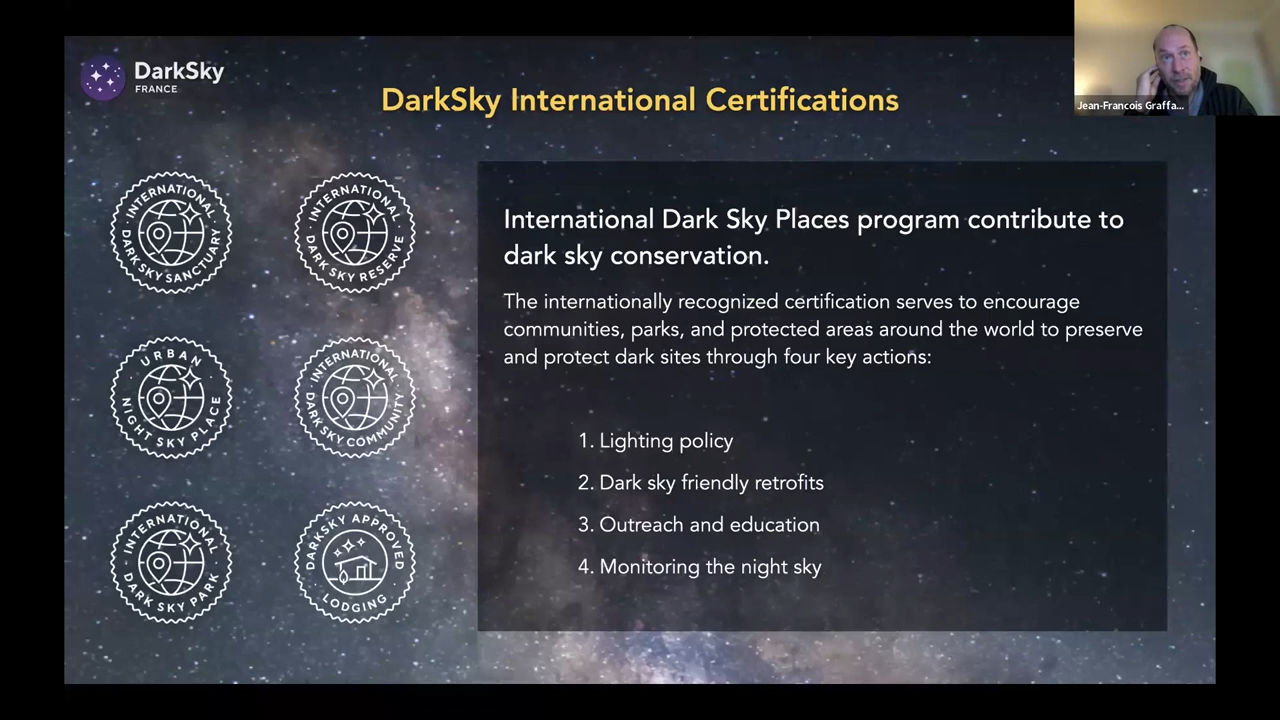 DarkSky
FRANCE
DarkSky International Certifications
Jean-Francois Graffa...
INTERNATIONAL
DARK SKY SANCTUARY
INTERNATIONAL
DARK SKY RESERVE
URBAN
NIGHT SKY PLACE
INTERNATIONAL
DARK SKY COMMUNITY
INTERNATIONAL
DARK SKY PARK
DARKSKY APPROVED
LODGING
International Dark Sky Places program contribute to
dark sky conservation.
The internationally recognized certification serves to encourage
communities, parks, and protected areas around the world to preserve
and protect dark sites through four key actions:
1. Lighting policy
2. Dark sky friendly retrofits
3. Outreach and education
4. Monitoring the night sky